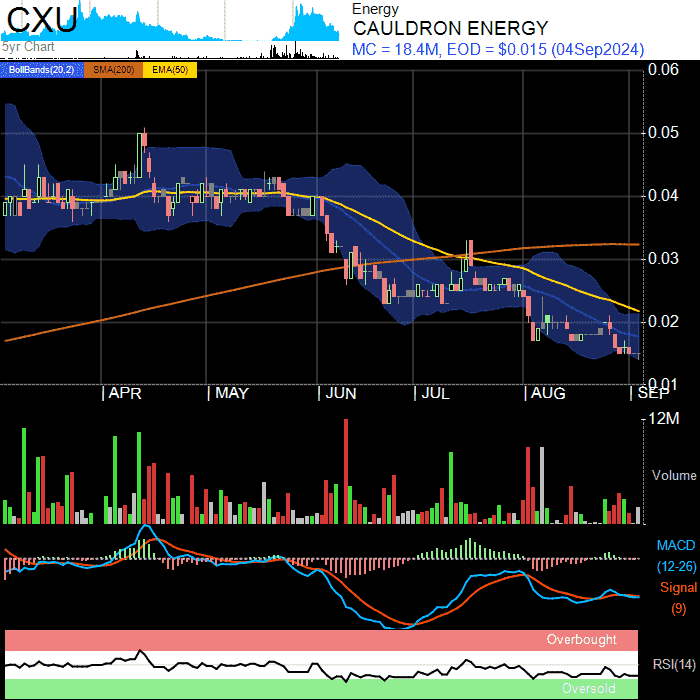 CXU
5yr Chart
Energy
CAULDRON ENERGY
MC = 18.4M, EOD = $0.015 (04Sep2024)
BollBands(20,2) SMA(200) EMA(50)
0.06
0.05
0.04
0.03
0.02
0.01
APR MAY JUN JUL AUG SEP
12M
Volume
MACD
(12-26)
Signal
(9)
Overbought
RSI(14)
Oversold